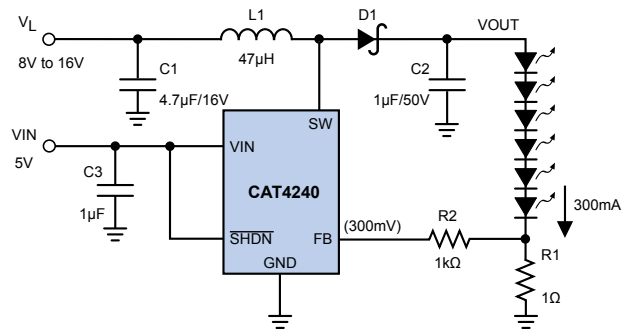 L1
D1
VL
VOUT
8V to 16V
47µH
C1
4.7µF/16V
C2
1µF/50V
SW
VIN
5V
VIN
C3
1µF
CAT4240
SHDN
FB
(300mV)
R2
1kΩ
300mA
GND
R1
1Ω